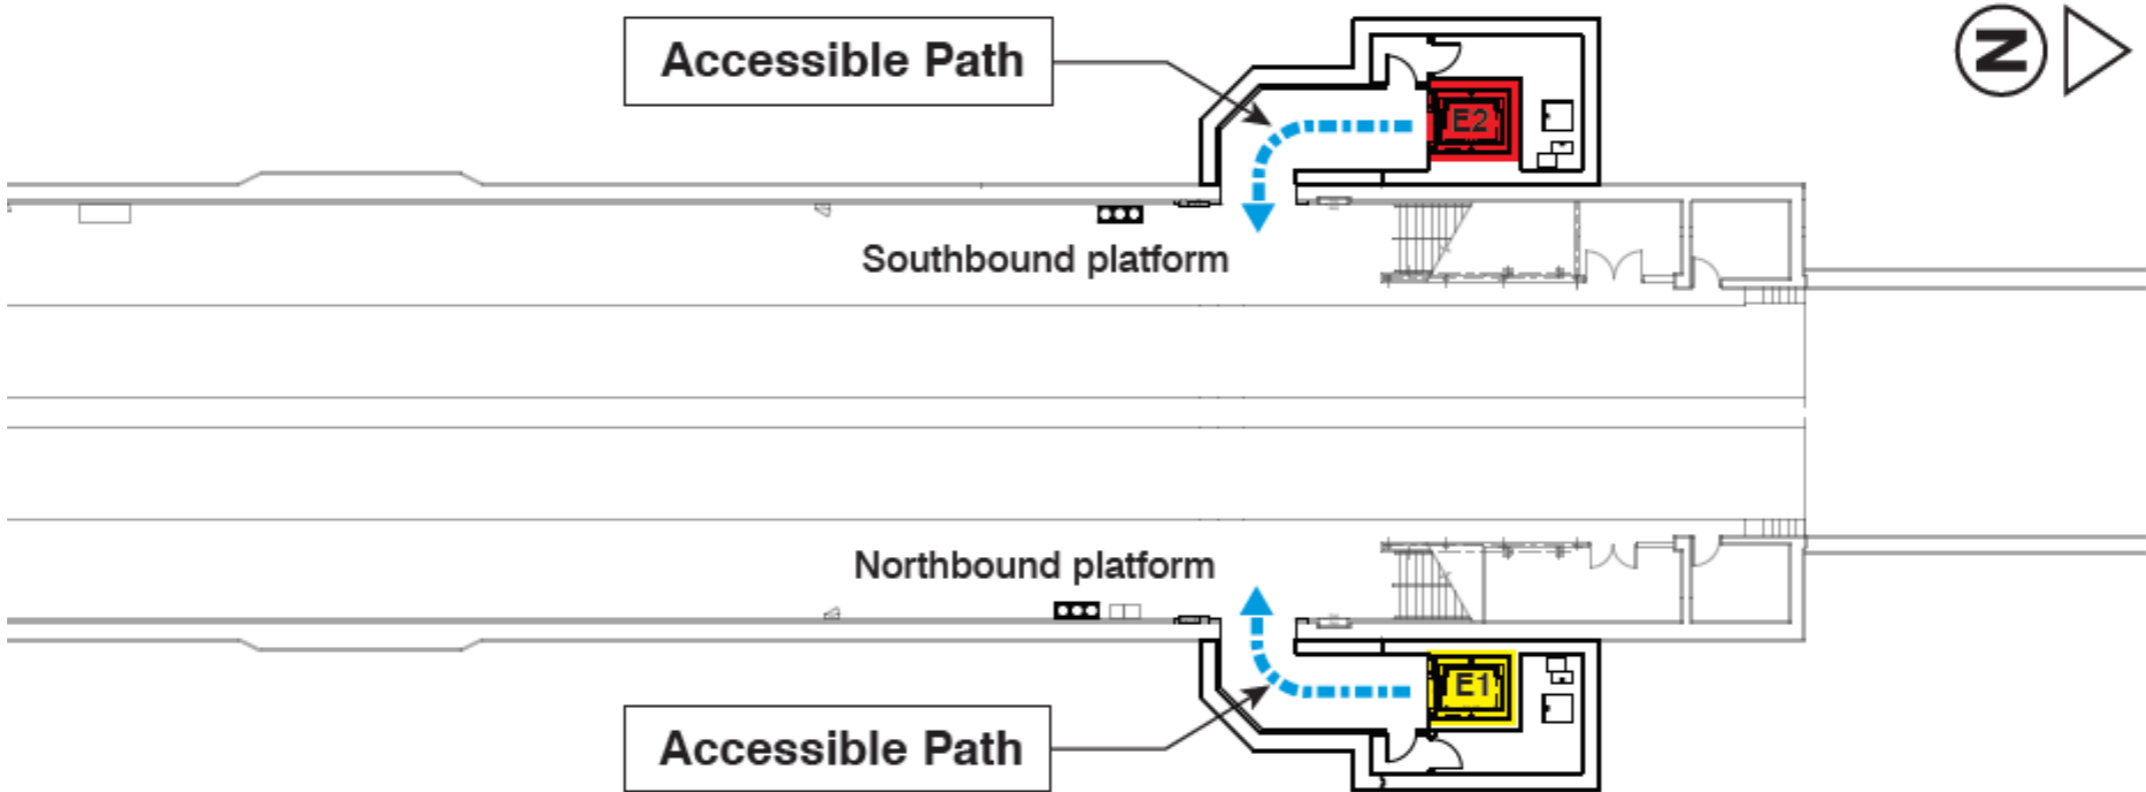 Accessible Path
N
E2
Southbound platform
Northbound platform
E1
Accessible Path